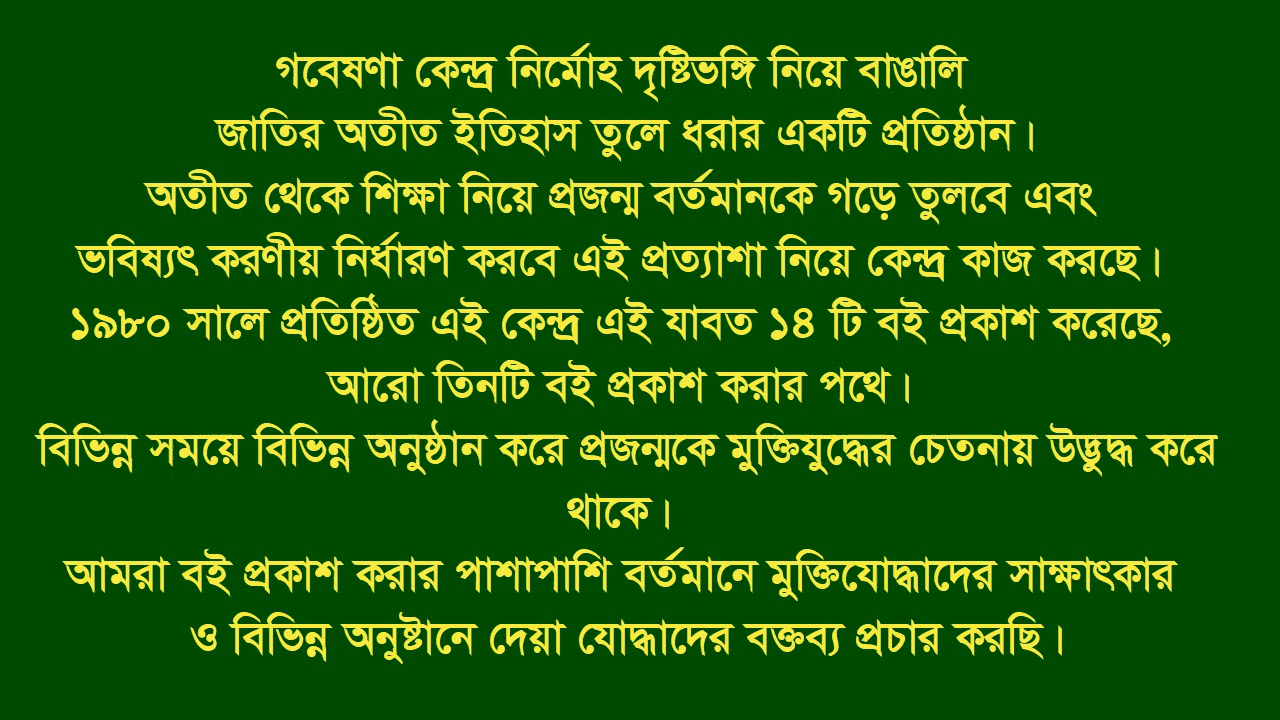 গবেষণা কেন্দ্র নির্মোহ দৃষ্টিভঙ্গি নিয়ে বাঙালি
জাতির অতীত ইতিহাস তুলে ধরার একটি প্রতিষ্ঠান।
অতীত থেকে শিক্ষা নিয়ে প্রজন্ম বর্তমানকে গড়ে তুলবে এবং
ভবিষ্যৎ করণীয় নির্ধারণ করবে এই প্রত্যাশা নিয়ে কেন্দ্র কাজ করছে।
১৯৮০ সালে প্রতিষ্ঠিত এই কেন্দ্র এই যাবত ১৪ টি বই প্রকাশ করেছে,
আরো তিনটি বই প্রকাশ করার পথে।
বিভিন্ন সময়ে বিভিন্ন অনুষ্ঠান করে প্রজন্মকে মুক্তিযুদ্ধের চেতনায় উদ্ভুদ্ধ করে
থাকে।
আমরা বই প্রকাশ করার পাশাপাশি বর্তমানে মুক্তিযোদ্ধাদের সাক্ষাৎকার
ও বিভিন্ন অনুষ্টানে দেয়া যোদ্ধাদের বক্তব্য প্রচার করছি।